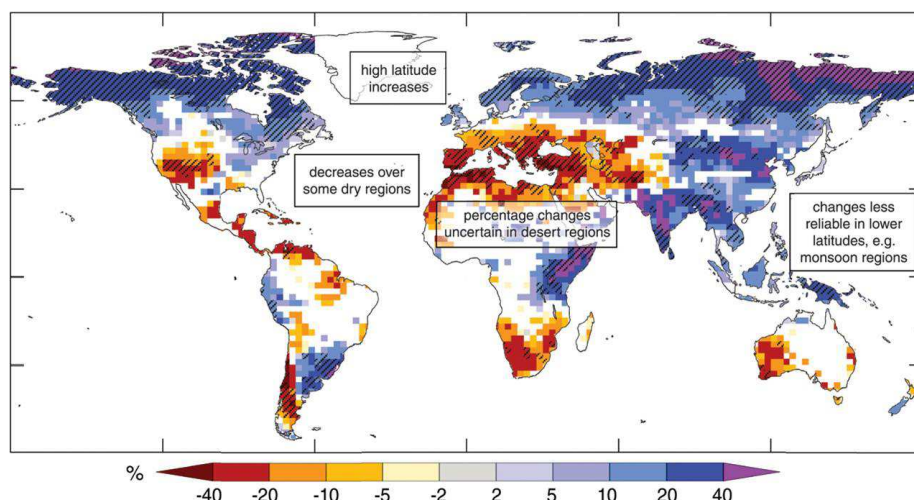 high latitude
increases
decreases over
some dry regions
percentage changes
uncertain in desert regions
changes less
reliable in lower
latitudes, e.g.
monsoon regions
%
-40 -20 -10 -5 -2 2 5 10 20 40